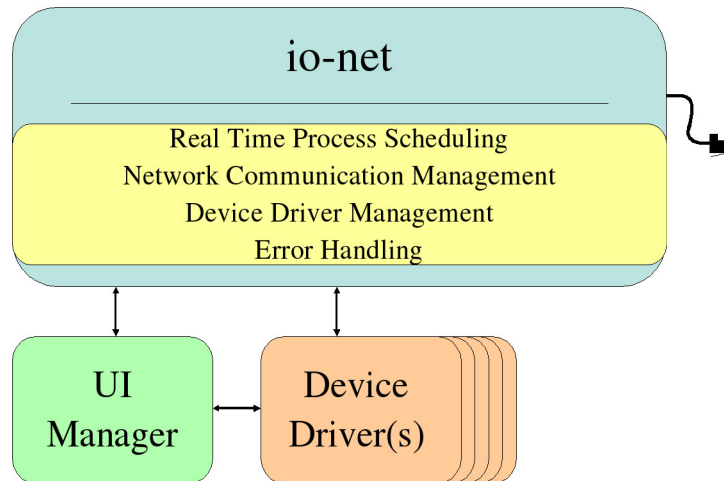 io-net
Real Time Process Scheduling
Network Communication Management
Device Driver Management
Error Handling
UI
Manager
Device
Driver(s)